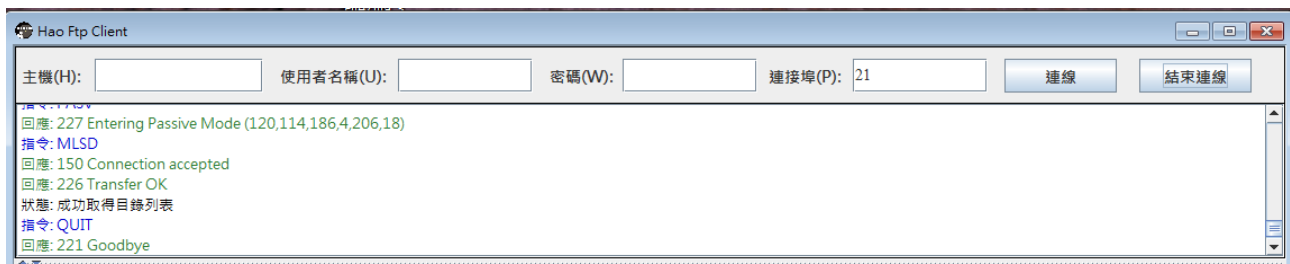 Hao Ftp Client
主機(H): 使用者名稱(U): 密碼(W): 連接埠(P): 21 連線 結束連線
指令: PASV
回應: 227 Entering Passive Mode (120,114,186,4,206,18)
指令: MLSD
回應: 150 Connection accepted
回應: 226 Transfer OK
狀態: 成功取得目錄列表
指令: QUIT
回應: 221 Goodbye